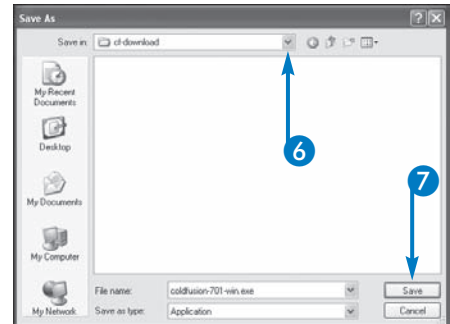 Save As
Save in:
cf-download
My Recent
Documents
Desktop
My Documents
My Computer
My Network
File name:
coldfusion-701-win.exe
Save
Save as type:
Application
Cancel
6
7